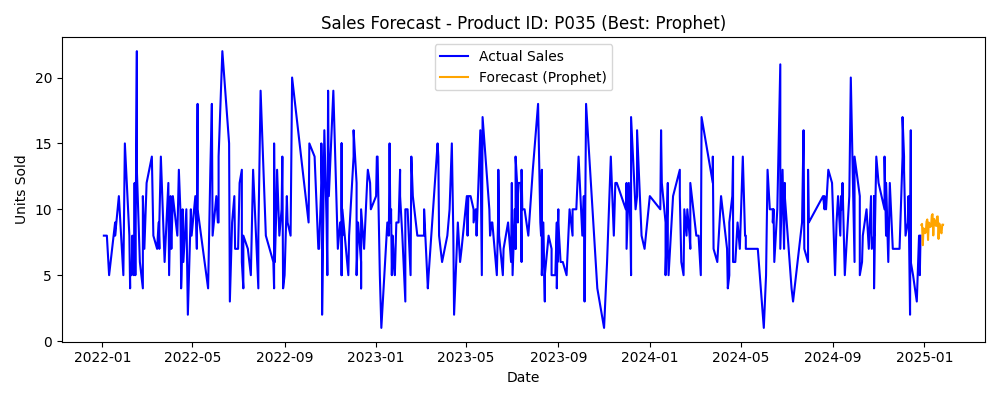 Sales Forecast - Product ID: P035 (Best: Prophet)
Actual Sales
Forecast (Prophet)
Units Sold
20
15
10
5
0
2022-01 2022-05 2022-09 2023-01 2023-05 2023-09 2024-01 2024-05 2024-09 2025-01
Date